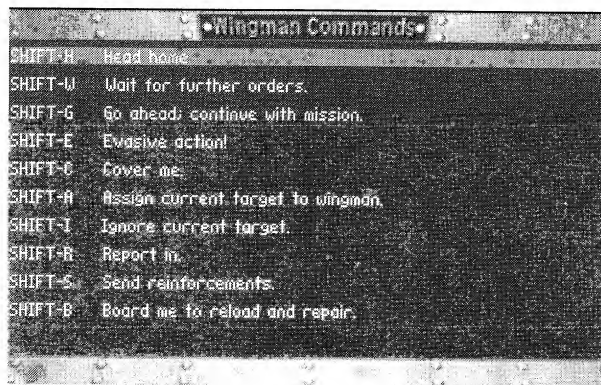 •Wingman Commands•
SHIFT-H Head home
SHIFT-W Wait for further orders.
SHIFT-G Go ahead; continue with mission.
SHIFT-E Evasive action!
SHIFT-C Cover me.
SHIFT-A Assign current target to wingman.
SHIFT-I Ignore current target.
SHIFT-R Report in.
SHIFT-S Send reinforcements.
SHIFT-B Board me to reload and repair.